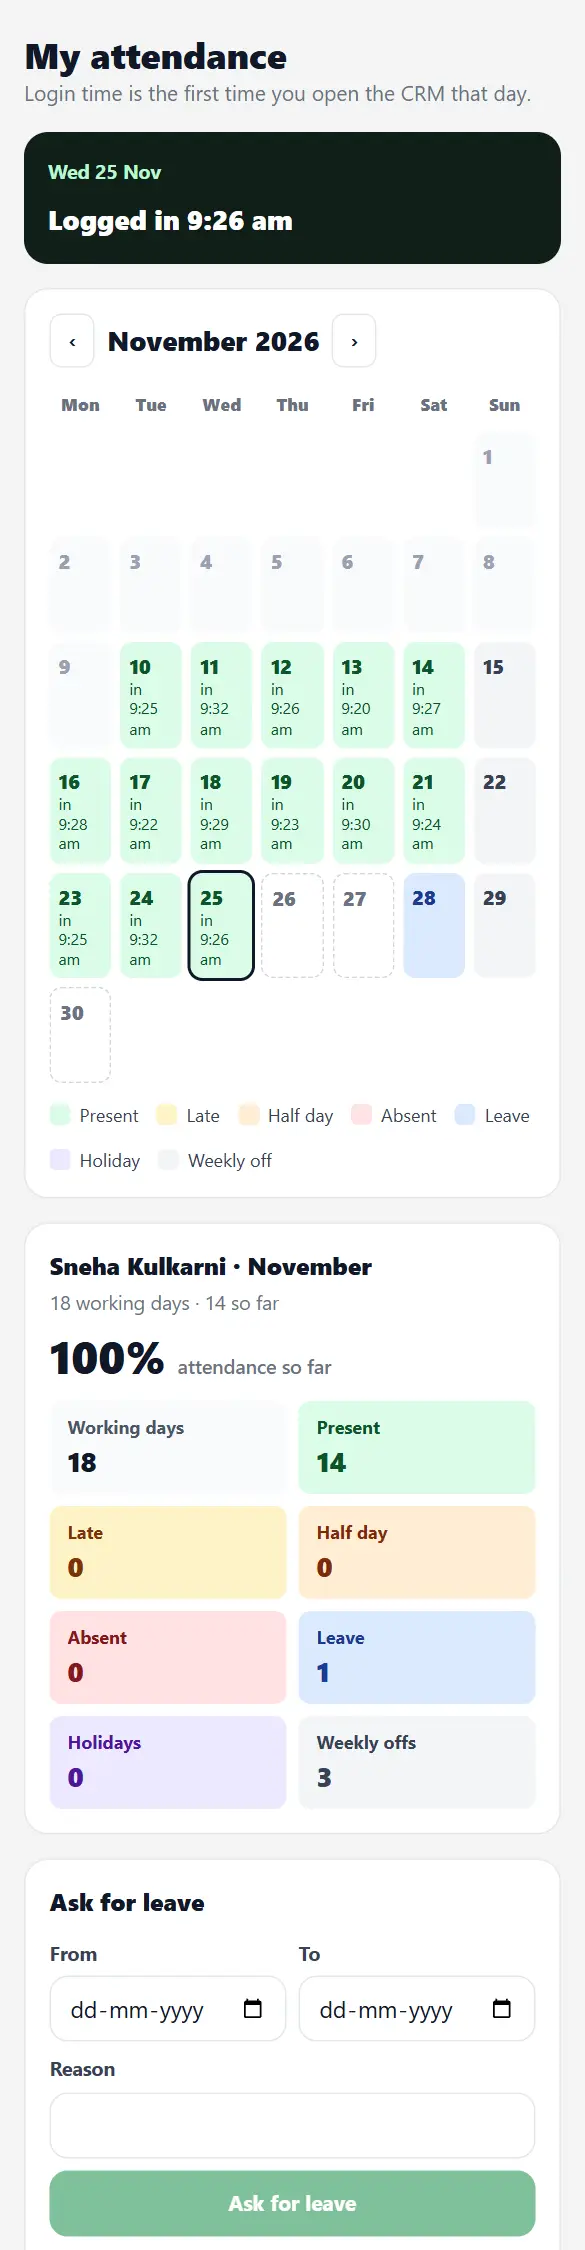 My attendance
Login time is the first time you open the CRM that day.
Wed 25 Nov
Logged in 9:26 am
‹ November 2026 ›
Mon Tue Wed Thu Fri Sat Sun
1
2 3 4 5 6 7 8
9 10 11 12 13 14 15
in in in in in
9:25 9:32 9:26 9:20 9:27
am am am am am
16 17 18 19 20 21 22
in in in in in in
9:28 9:22 9:29 9:23 9:30 9:24
am am am am am am
23 24 25 26 27 28 29
in in in
9:25 9:32 9:26
am am am
30
Present Late Half day Absent Leave
Holiday Weekly off
Sneha Kulkarni · November
18 working days · 14 so far
100% attendance so far
Working days Present
18 14
Late Half day
0 0
Absent Leave
0 1
Holidays Weekly offs
0 3
Ask for leave
From To
dd-mm-yyyy dd-mm-yyyy
Reason
Ask for leave